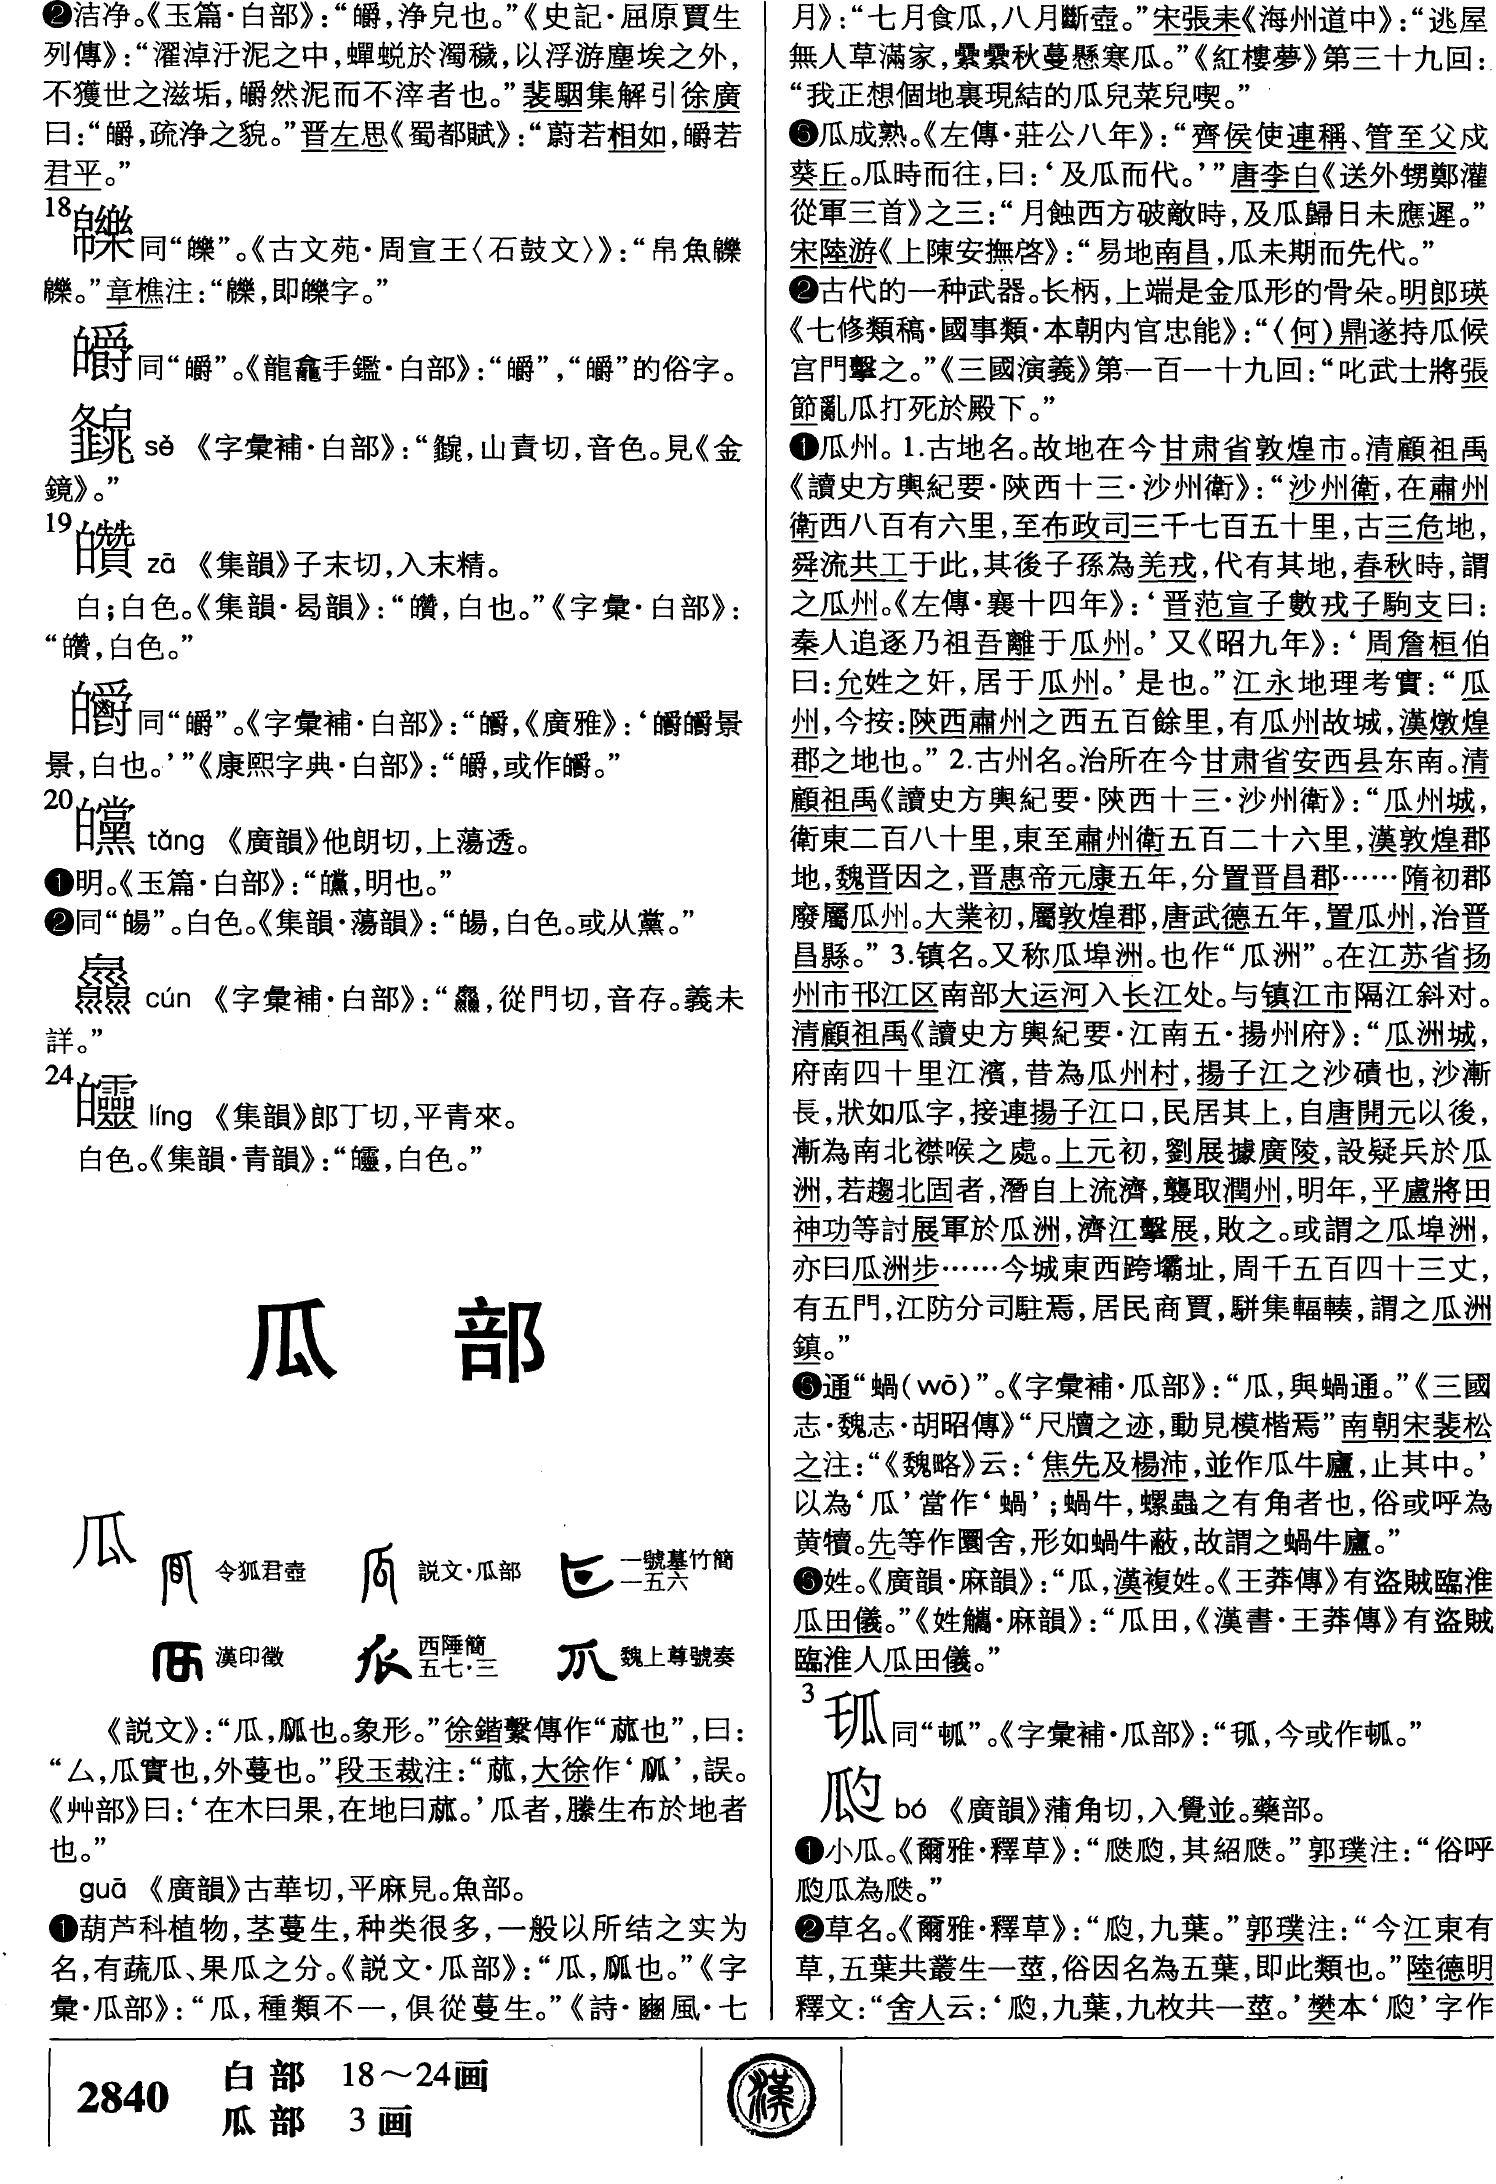 ❷洁净。《玉篇·白部》：“皭，净皃也。”《史記·屈原賈生
列傳》：“濯淖汙泥之中，蟬蜕於濁穢，以浮游塵埃之外，
不獲世之滋垢，皭然泥而不滓者也。”裴駰集解引徐廣
曰：“皭，疏净之貌。”晋左思《蜀都賦》：“蔚若相如，皭若
君平。”
18
同“皪”。《古文苑·周宣王〈石鼓文〉》：“帛魚
。”章樵注：“，即皪字。”
同“皭”。《龍龕手鑑·白部》：“”，“皭”的俗字。
sě 《字彙補·白部》：“，山責切，音色。見《金
鏡》。”
19
zā 《集韻》子末切，入末精。
白；白色。《集韻·曷韻》：“，白也。”《字彙·白部》：
“，白色。”
同“皭”。《字彙補·白部》：“，《廣雅》：‘景
景，白也。’”《康熙字典·白部》：“皭，或作。”
20
曭 tǎng 《廣韻》他朗切，上蕩透。
❶明。《玉篇·白部》：“，明也。”
❷同“”。白色。《集韻·蕩韻》：“，白色。或从黨。”
cún 《字彙補·白部》：“，從門切，音存。義未
詳。”
24
líng 《集韻》郎丁切，平青來。
白色。《集韻·青韻》：“，白色。”
瓜 部
瓜 令狐君壺 説文·瓜部 一號墓竹簡一五六
漢印徵 西陲簡五七·三 魏上尊號奏
《説文》：“瓜，㼌也。象形。”徐鍇繫傳作“蓏也”，曰：
“厶，瓜實也，外蔓也。”段玉裁注：“蓏，大徐作‘㼌’，誤。
《艸部》曰：‘在木曰果，在地曰蓏。’瓜者，縢生布於地者
也。”
guā 《廣韻》古華切，平麻見。魚部。
❶葫芦科植物，茎蔓生，种类很多，一般以所结之实为
名，有蔬瓜、果瓜之分。《説文·瓜部》：“瓜，㼌也。”《字
彙·瓜部》：“瓜，種類不一，俱從蔓生。”《詩·豳風·七
月》：“七月食瓜，八月斷壺。”宋張耒《海州道中》：“逃屋
無人草滿家，纍纍秋蔓懸寒瓜。”《紅樓夢》第三十九回：
“我正想個地裏現結的瓜兒菜兒喫。”
❸瓜成熟。《左傳·莊公八年》：“齊侯使連稱、管至父戍
葵丘。瓜時而往，曰：‘及瓜而代。’”唐李白《送外甥鄭灌
從軍三首》之三：“月蝕西方破敵時，及瓜歸日未應遲。”
宋陸游《上陳安撫啓》：“易地南昌，瓜未期而先代。”
❷古代的一种武器。长柄，上端是金瓜形的骨朵。明郎瑛
《七修類稿·國事類·本朝内官忠能》：“（何）鼎遂持瓜候
宫門擊之。”《三國演義》第一百一十九回：“叱武士將張
節亂瓜打死於殿下。”
❶瓜州。1.古地名。故地在今甘肃省敦煌市。清顧祖禹
《讀史方輿紀要·陝西十三·沙州衛》：“沙州衛，在肅州
衛西八百有六里，至布政司三千七百五十里，古三危地，
舜流共工于此，其後子孫為羌戎，代有其地，春秋時，謂
之瓜州。《左傳·襄十四年》：‘晋范宣子數戎子駒支曰：
秦人追逐乃祖吾離于瓜州。’又《昭九年》：‘周詹桓伯
曰：允姓之奸，居于瓜州。’是也。”江永地理考實：“瓜
州，今按：陝西肅州之西五百餘里，有瓜州故城，漢燉煌
郡之地也。”2.古州名。治所在今甘肃省安西县东南。清
顧祖禹《讀史方輿紀要·陝西十三·沙州衛》：“瓜州城，
衛東二百八十里，東至肅州衛五百二十六里，漢敦煌郡
地，魏晋因之，晋惠帝元康五年，分置晋昌郡……隋初郡
廢屬瓜州。大業初，屬敦煌郡，唐武德五年，置瓜州，治晋
昌縣。”3.镇名。又称瓜埠洲。也作“瓜洲”。在江苏省扬
州市邗江区南部大运河入长江处。与镇江市隔江斜对。
清顧祖禹《讀史方輿紀要·江南五·揚州府》：“瓜洲城，
府南四十里江濱，昔為瓜州村，揚子江之沙磧也，沙漸
長，狀如瓜字，接連揚子江口，民居其上，自唐開元以後，
漸為南北襟喉之處。上元初，劉展據廣陵，設疑兵於瓜
洲，若趨北固者，潛自上流濟，襲取潤州，明年，平盧將田
神功等討展軍於瓜洲，濟江擊展，敗之。或謂之瓜埠洲，
亦曰瓜洲步……今城東西跨壩址，周千五百四十三丈，
有五門，江防分司駐焉，居民商賈，駢集輻輳，謂之瓜洲
鎮。”
❸通“蝸（wō）”。《字彙補·瓜部》：“瓜，與蝸通。”《三國
志·魏志·胡昭傳》“尺牘之迹，動見模楷焉”南朝宋裴松
之注：“《魏略》云：‘焦先及楊沛，並作瓜牛廬，止其中。’
以為‘瓜’當作‘蝸’；蝸牛，螺蟲之有角者也，俗或呼為
黄犢。先等作圜舍，形如蝸牛蔽，故謂之蝸牛廬。”
❻姓。《廣韻·麻韻》：“瓜，漢複姓。《王莽傳》有盗賊臨淮
瓜田儀。”《姓觿·麻韻》：“瓜田，《漢書·王莽傳》有盗賊
臨淮人瓜田儀。”
3
同“㼋”。《字彙補·瓜部》：“，今或作㼋。”
瓝 bó 《廣韻》蒲角切，入覺並。藥部。
❶小瓜。《爾雅·釋草》：“瓞瓝，其紹瓞。”郭璞注：“俗呼
瓝瓜為瓞。”
❷草名。《爾雅·釋草》：“瓝，九葉。”郭璞注：“今江東有
草，五葉共叢生一莖，俗因名為五葉，即此類也。”陸德明
釋文：“舍人云：‘瓝，九葉，九枚共一莖。’樊本‘瓝’字作
2840 白部 18～24画
瓜部 3画
漢